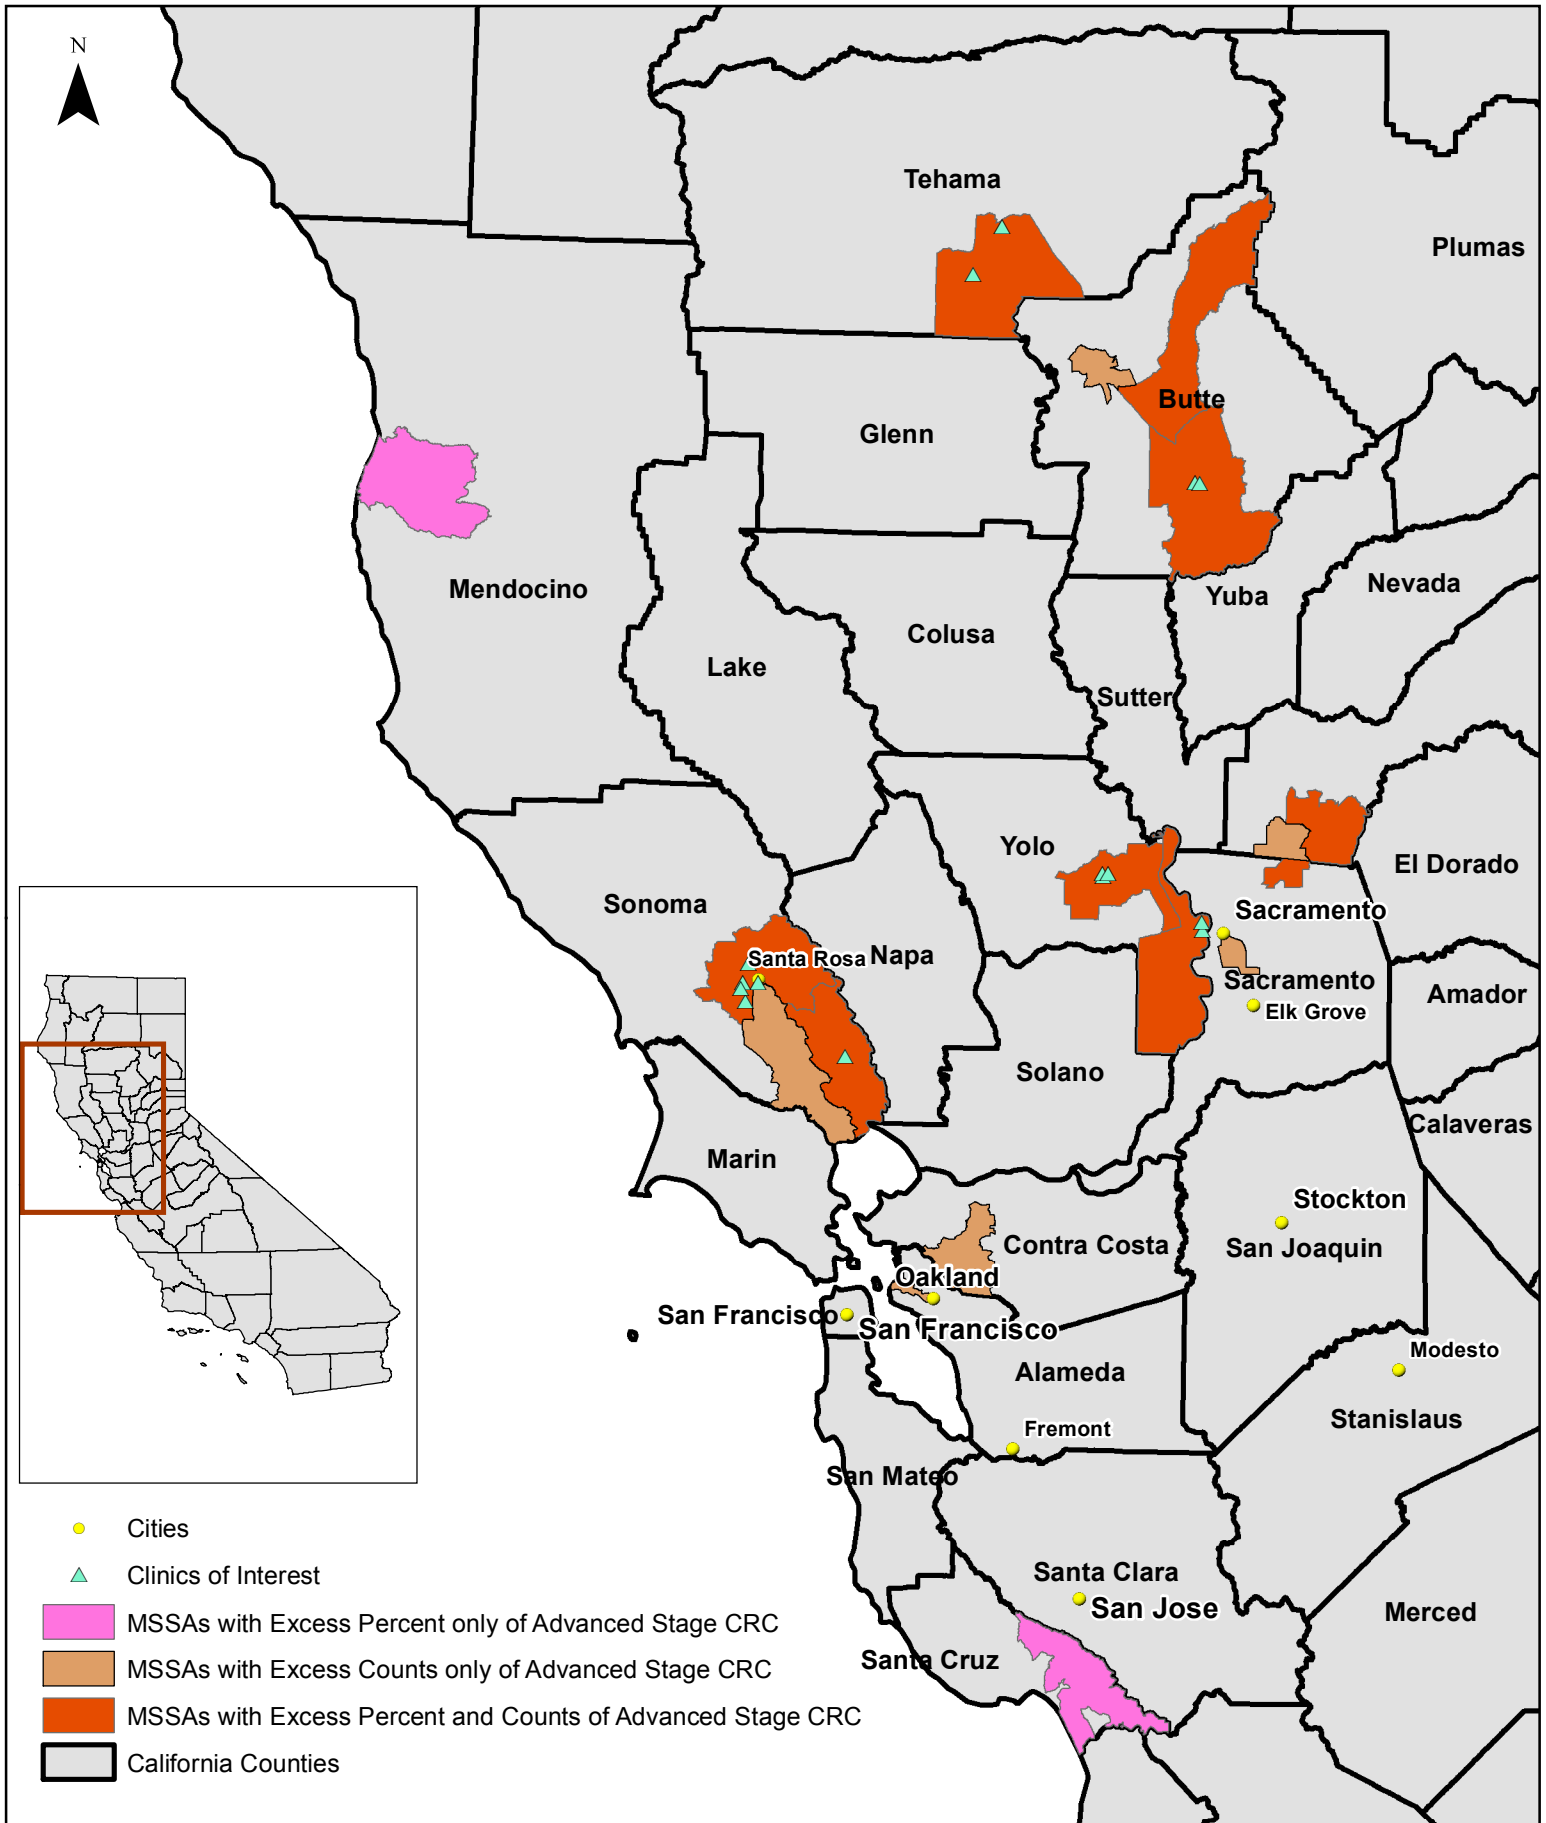 N
Tehama
Plumas
Butte
Glenn
Mendocino
Nevada
Yuba
Colusa
Lake
Sutter
Yolo
El Dorado
Sonoma
Sacramento
Santa Rosa
Napa
Sacramento
Amador
Elk Grove
Solano
Calaveras
Marin
Stockton
Contra Costa
San Joaquin
Oakland
San Francisco
San Francisco
Modesto
Alameda
Stanislaus
Fremont
San Mateo
Santa Clara
San Jose
Merced
Santa Cruz
Cities
Clinics of Interest
MSSAs with Excess Percent only of Advanced Stage CRC
MSSAs with Excess Counts only of Advanced Stage CRC
MSSAs with Excess Percent and Counts of Advanced Stage CRC
California Counties